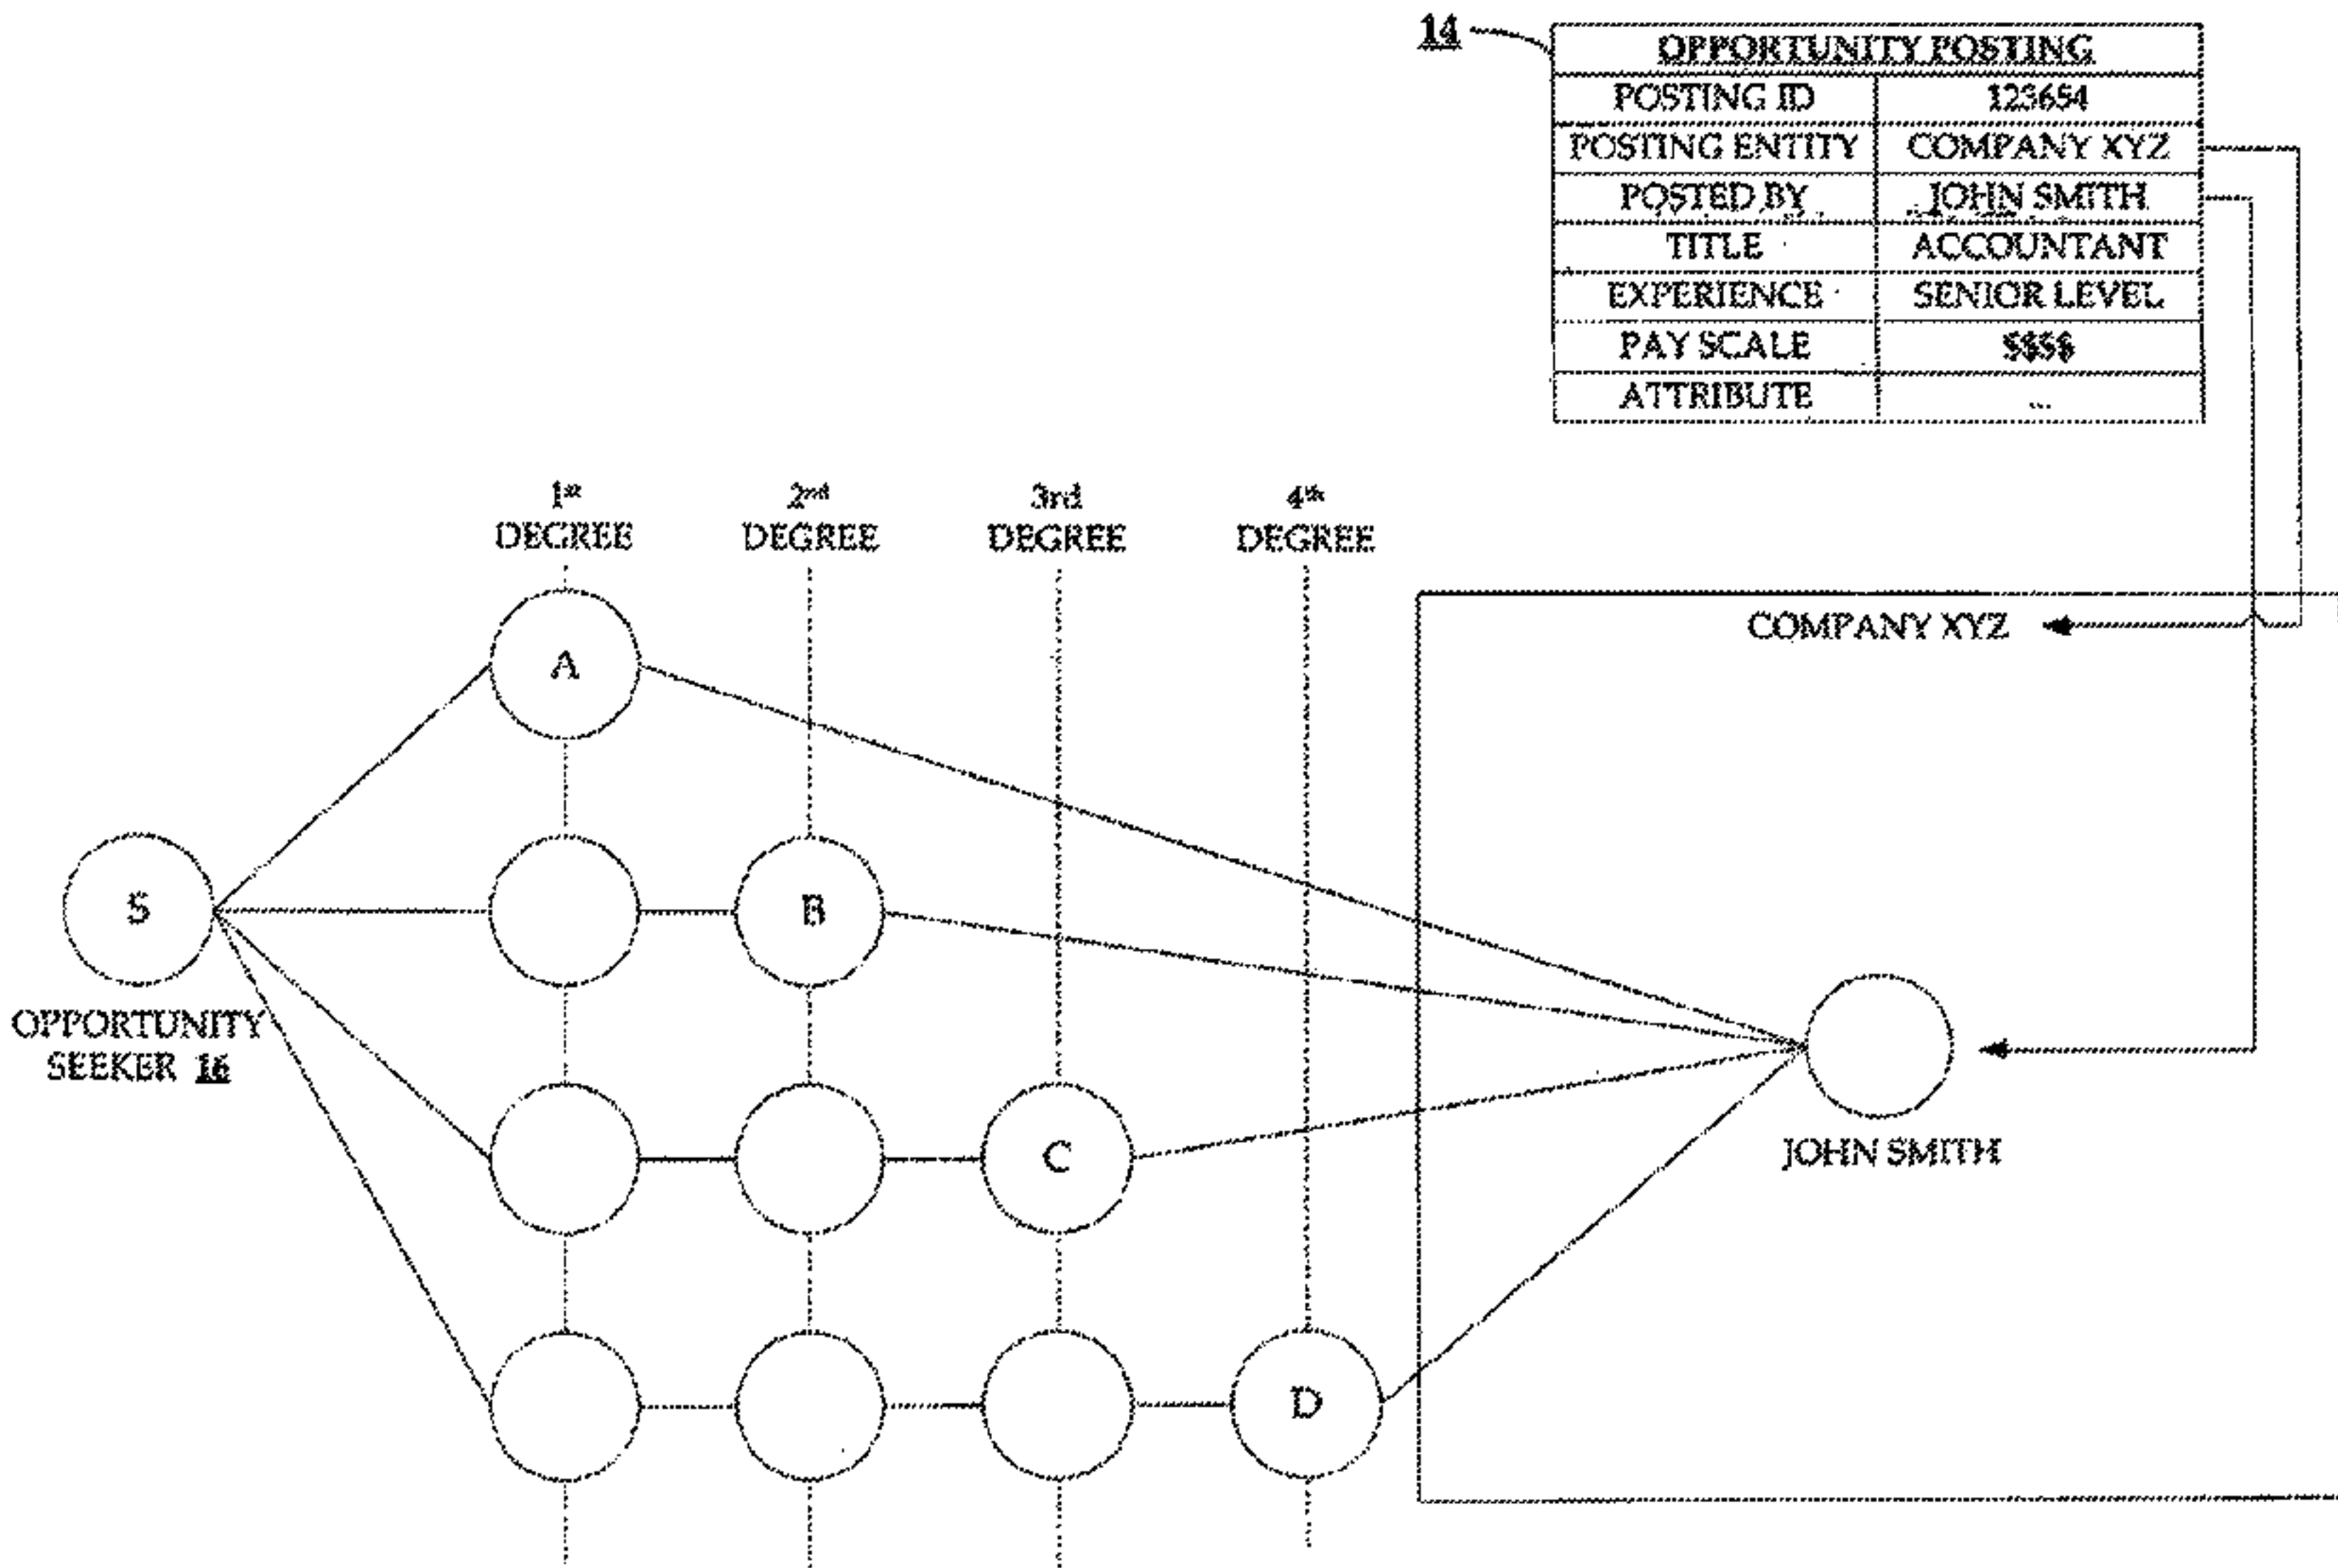 14
OPPORTUNITY POSTING
POSTING ID 123654
POSTING ENTITY COMPANY XYZ
POSTED BY JOHN SMITH
TITLE ACCOUNTANT
EXPERIENCE SENIOR LEVEL
PAY SCALE $$$$
ATTRIBUTE ...
1st DEGREE
2nd DEGREE
3rd DEGREE
4th DEGREE
COMPANY XYZ
A
S
B
OPPORTUNITY
SEEKER 16
C
JOHN SMITH
D